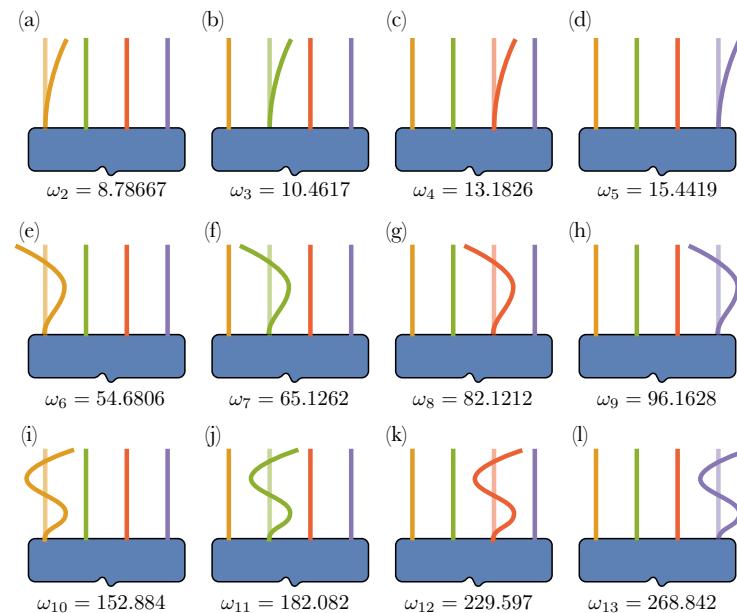 (a) (b) (c) (d)
ω₂ = 8.78667 ω₃ = 10.4617 ω₄ = 13.1826 ω₅ = 15.4419
(e) (f) (g) (h)
ω₆ = 54.6806 ω₇ = 65.1262 ω₈ = 82.1212 ω₉ = 96.1628
(i) (j) (k) (l)
ω₁₀ = 152.884 ω₁₁ = 182.082 ω₁₂ = 229.597 ω₁₃ = 268.842